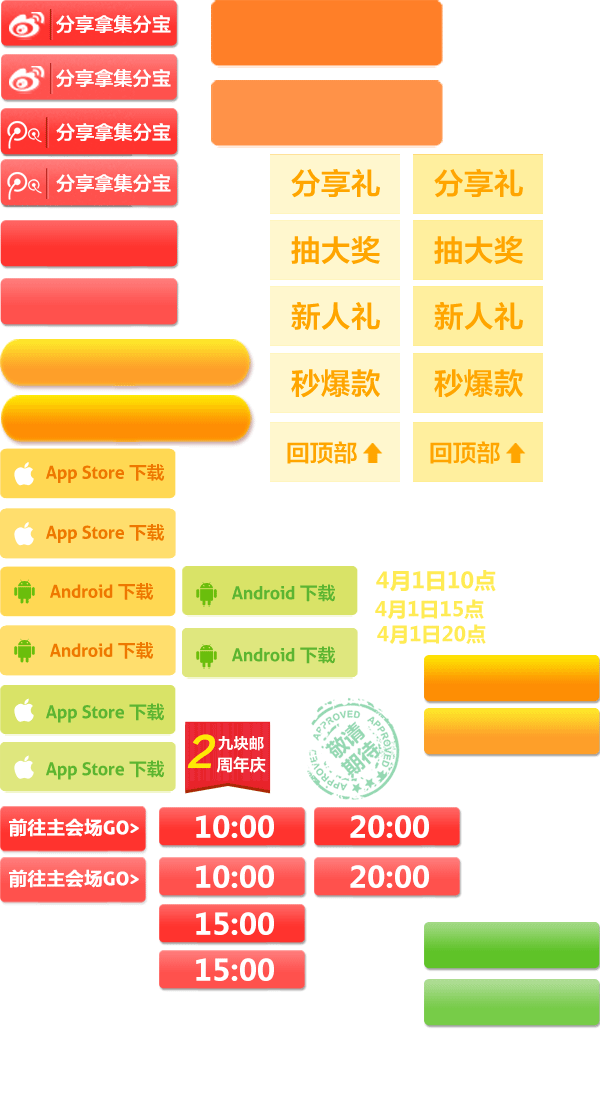 分享拿集分宝
分享拿集分宝
分享拿集分宝
分享拿集分宝
分享礼
分享礼
抽大奖
抽大奖
新人礼
新人礼
秒爆款
秒爆款
回顶部
回顶部
App Store 下载
App Store 下载
Android 下载
Android 下载
4月1日10点
4月1日15点
4月1日20点
Android 下载
Android 下载
App Store 下载
App Store 下载
2
九块邮
周年庆
APPROVED
APPROVED
敬请
期待
APPROVED
APPROVED
前往主会场GO>
10:00
20:00
前往主会场GO>
10:00
20:00
15:00
15:00